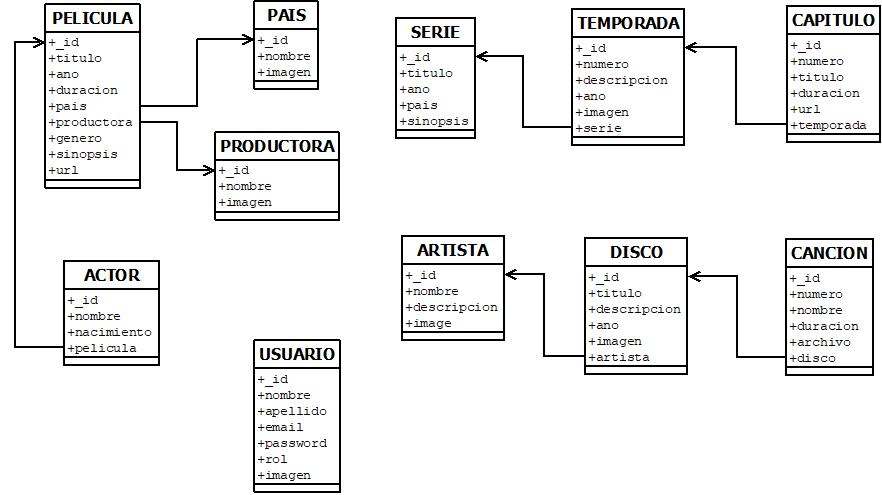 PELICULA
+_id
+titulo
+ano
+duracion
+pais
+productora
+genero
+sinopsis
+url
PAIS
+_id
+nombre
+imagen
PRODUCTORA
+_id
+nombre
+imagen
ACTOR
+_id
+nombre
+nacimiento
+pelicula
USUARIO
+_id
+nombre
+apellido
+email
+password
+rol
+imagen
SERIE
+_id
+titulo
+ano
+pais
+sinopsis
TEMPORADA
+_id
+numero
+descripcion
+ano
+imagen
+serie
CAPITULO
+_id
+numero
+titulo
+duracion
+url
+temporada
ARTISTA
+_id
+nombre
+descripcion
+image
DISCO
+_id
+titulo
+descripcion
+ano
+imagen
+artista
CANCION
+_id
+numero
+nombre
+duracion
+archivo
+disco